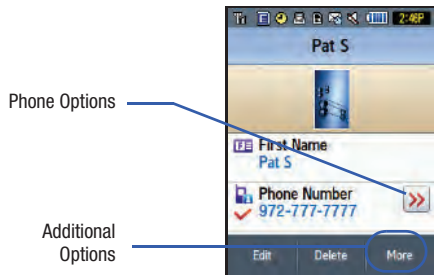 2:46P
Pat S
Phone Options
First Name
Pat S
Phone Number
972-777-7777
Additional
Options
Edit Delete More